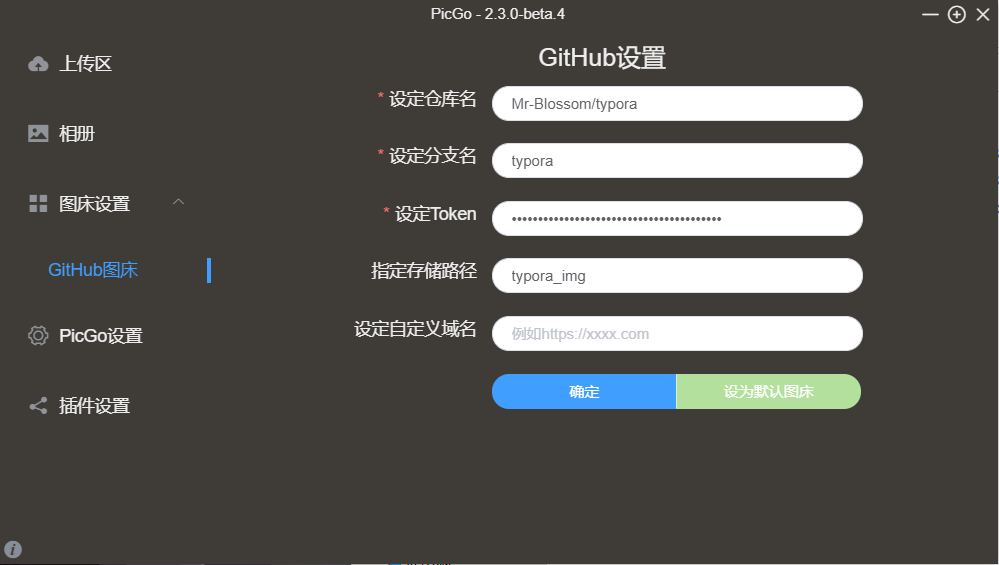 PicGo - 2.3.0-beta.4
上传区
相册
图床设置
GitHub图床
PicGo设置
插件设置
GitHub设置
* 设定仓库名
Mr-Blossom/typora
* 设定分支名
typora
* 设定Token
••••••••••••••••••••••••••••••••••••••••
指定存储路径
typora_img
设定自定义域名
例如https://xxxx.com
确定
设为默认图床